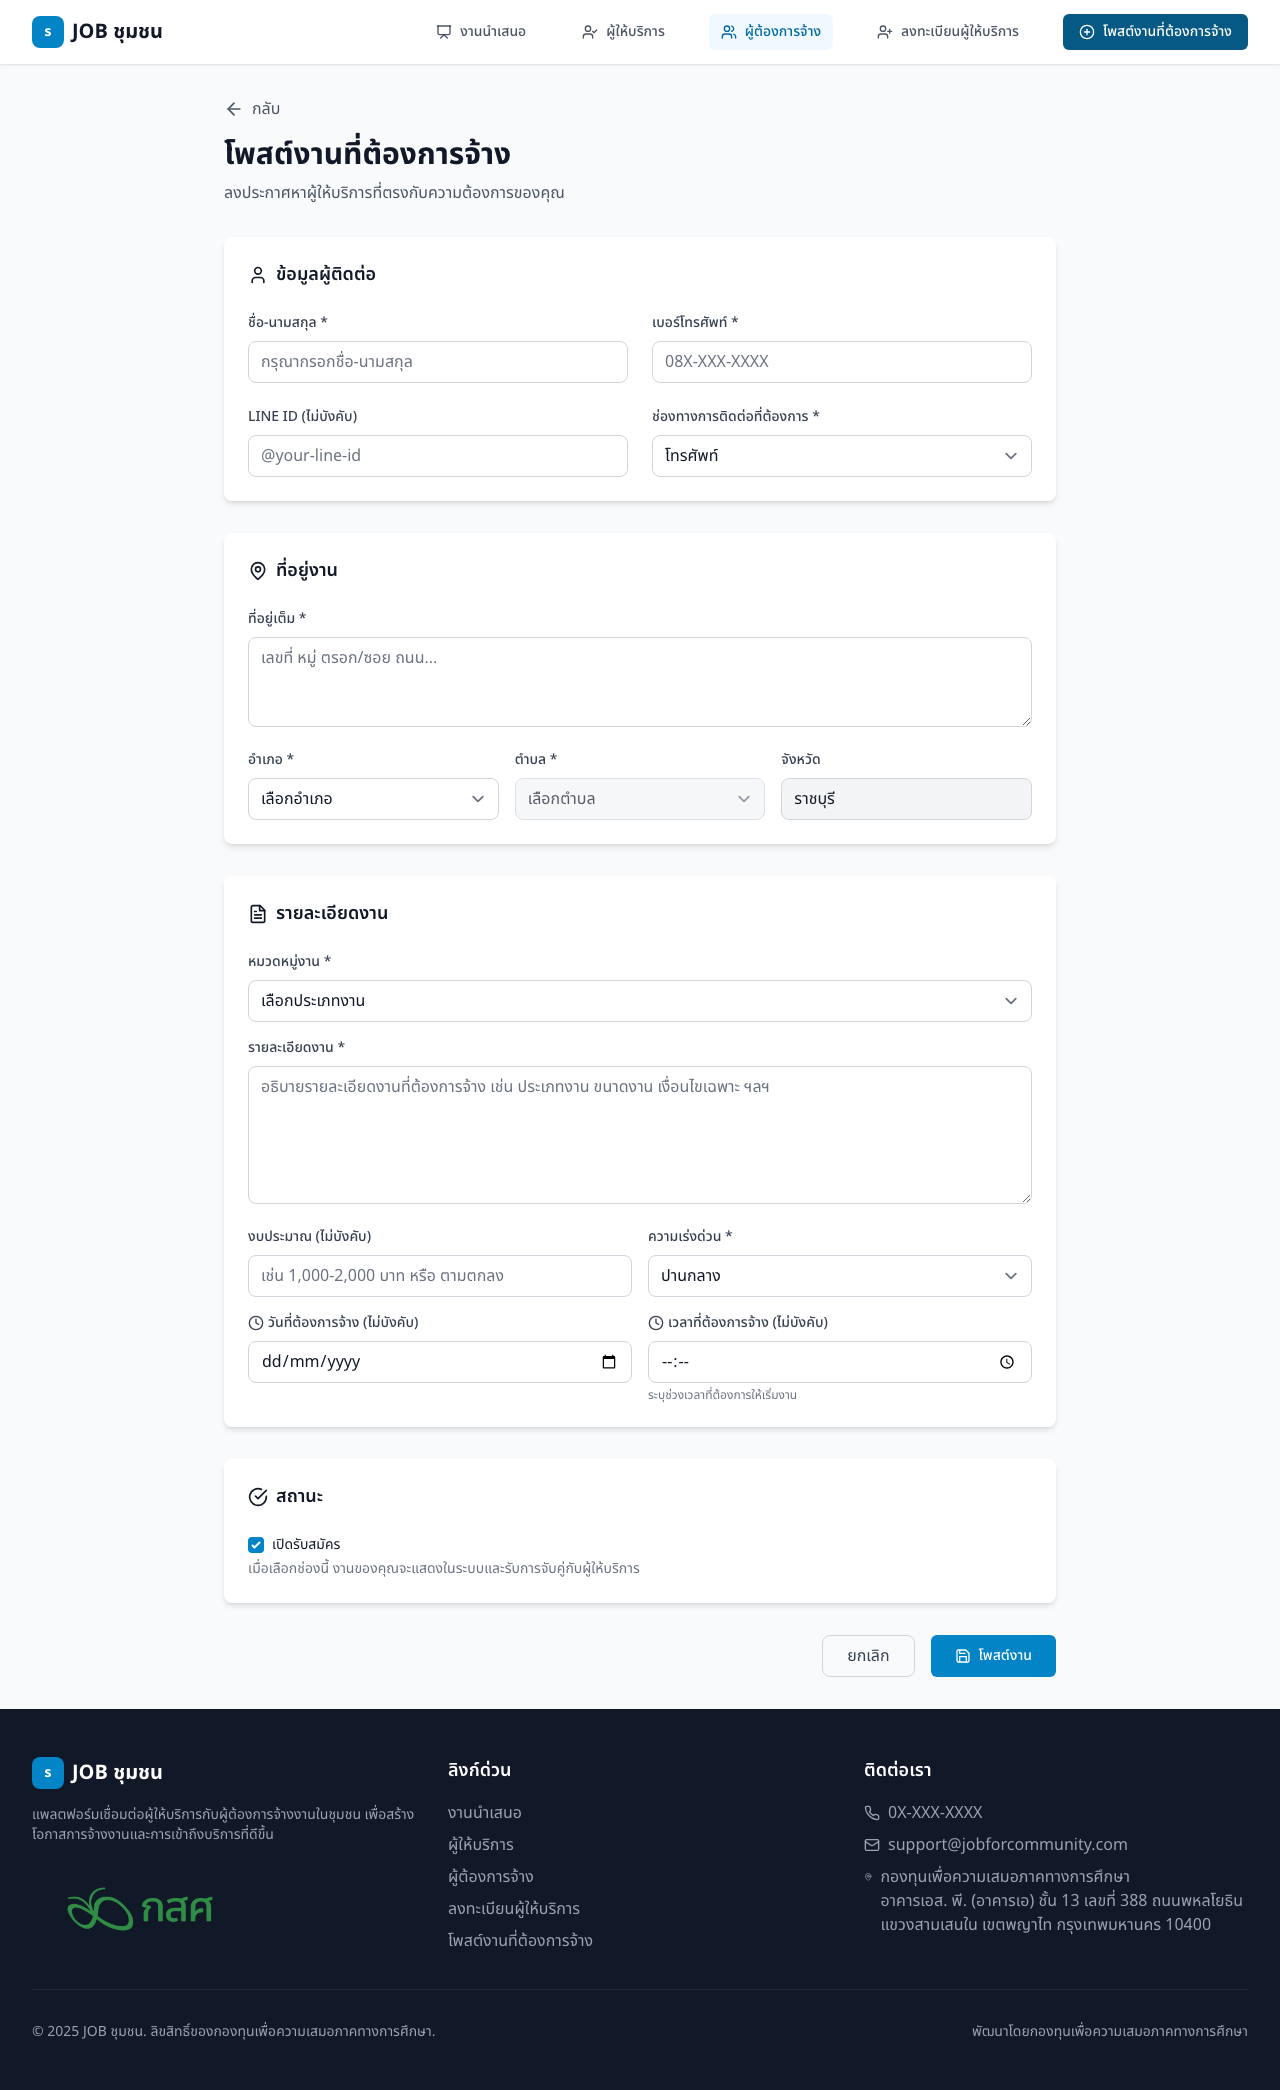 s JOB ชุมชน
งานนำเสนอ
ผู้ให้บริการ
ผู้ต้องการจ้าง
ลงทะเบียนผู้ให้บริการ
โพสต์งานที่ต้องการจ้าง
กลับ
โพสต์งานที่ต้องการจ้าง
ลงประกาศหาผู้ให้บริการที่ตรงกับความต้องการของคุณ
ข้อมูลผู้ติดต่อ
ชื่อ-นามสกุล *
กรุณากรอกชื่อ-นามสกุล
เบอร์โทรศัพท์ *
08X-XXX-XXXX
LINE ID (ไม่บังคับ)
@your-line-id
ช่องทางการติดต่อที่ต้องการ *
โทรศัพท์
ที่อยู่งาน
ที่อยู่เต็ม *
เลขที่ หมู่ ตรอก/ซอย ถนน...
อำเภอ *
เลือกอำเภอ
ตำบล *
เลือกตำบล
จังหวัด
ราชบุรี
รายละเอียดงาน
หมวดหมู่งาน *
เลือกประเภทงาน
รายละเอียดงาน *
อธิบายรายละเอียดงานที่ต้องการจ้าง เช่น ประเภทงาน ขนาดงาน เงื่อนไขเฉพาะ ฯลฯ
งบประมาณ (ไม่บังคับ)
เช่น 1,000-2,000 บาท หรือ ตามตกลง
ความเร่งด่วน *
ปานกลาง
วันที่ต้องการจ้าง (ไม่บังคับ)
dd/mm/yyyy
เวลาที่ต้องการจ้าง (ไม่บังคับ)
--:--
ระบุช่วงเวลาที่ต้องการให้เริ่มงาน
สถานะ
เปิดรับสมัคร
เมื่อเลือกช่องนี้ งานของคุณจะแสดงในระบบและรับการจับคู่กับผู้ให้บริการ
ยกเลิก
โพสต์งาน
s JOB ชุมชน
แพลตฟอร์มเชื่อมต่อผู้ให้บริการกับผู้ต้องการจ้างงานในชุมชน เพื่อสร้าง
โอกาสการจ้างงานและการเข้าถึงบริการที่ดีขึ้น
กสศ
ลิงก์ด่วน
งานนำเสนอ
ผู้ให้บริการ
ผู้ต้องการจ้าง
ลงทะเบียนผู้ให้บริการ
โพสต์งานที่ต้องการจ้าง
ติดต่อเรา
0X-XXX-XXXX
support@jobforcommunity.com
กองทุนเพื่อความเสมอภาคทางการศึกษา
อาคารเอส. พี. (อาคารเอ) ชั้น 13 เลขที่ 388 ถนนพหลโยธิน
แขวงสามเสนใน เขตพญาไท กรุงเทพมหานคร 10400
© 2025 JOB ชุมชน. ลิขสิทธิ์ของกองทุนเพื่อความเสมอภาคทางการศึกษา.
พัฒนาโดยกองทุนเพื่อความเสมอภาคทางการศึกษา